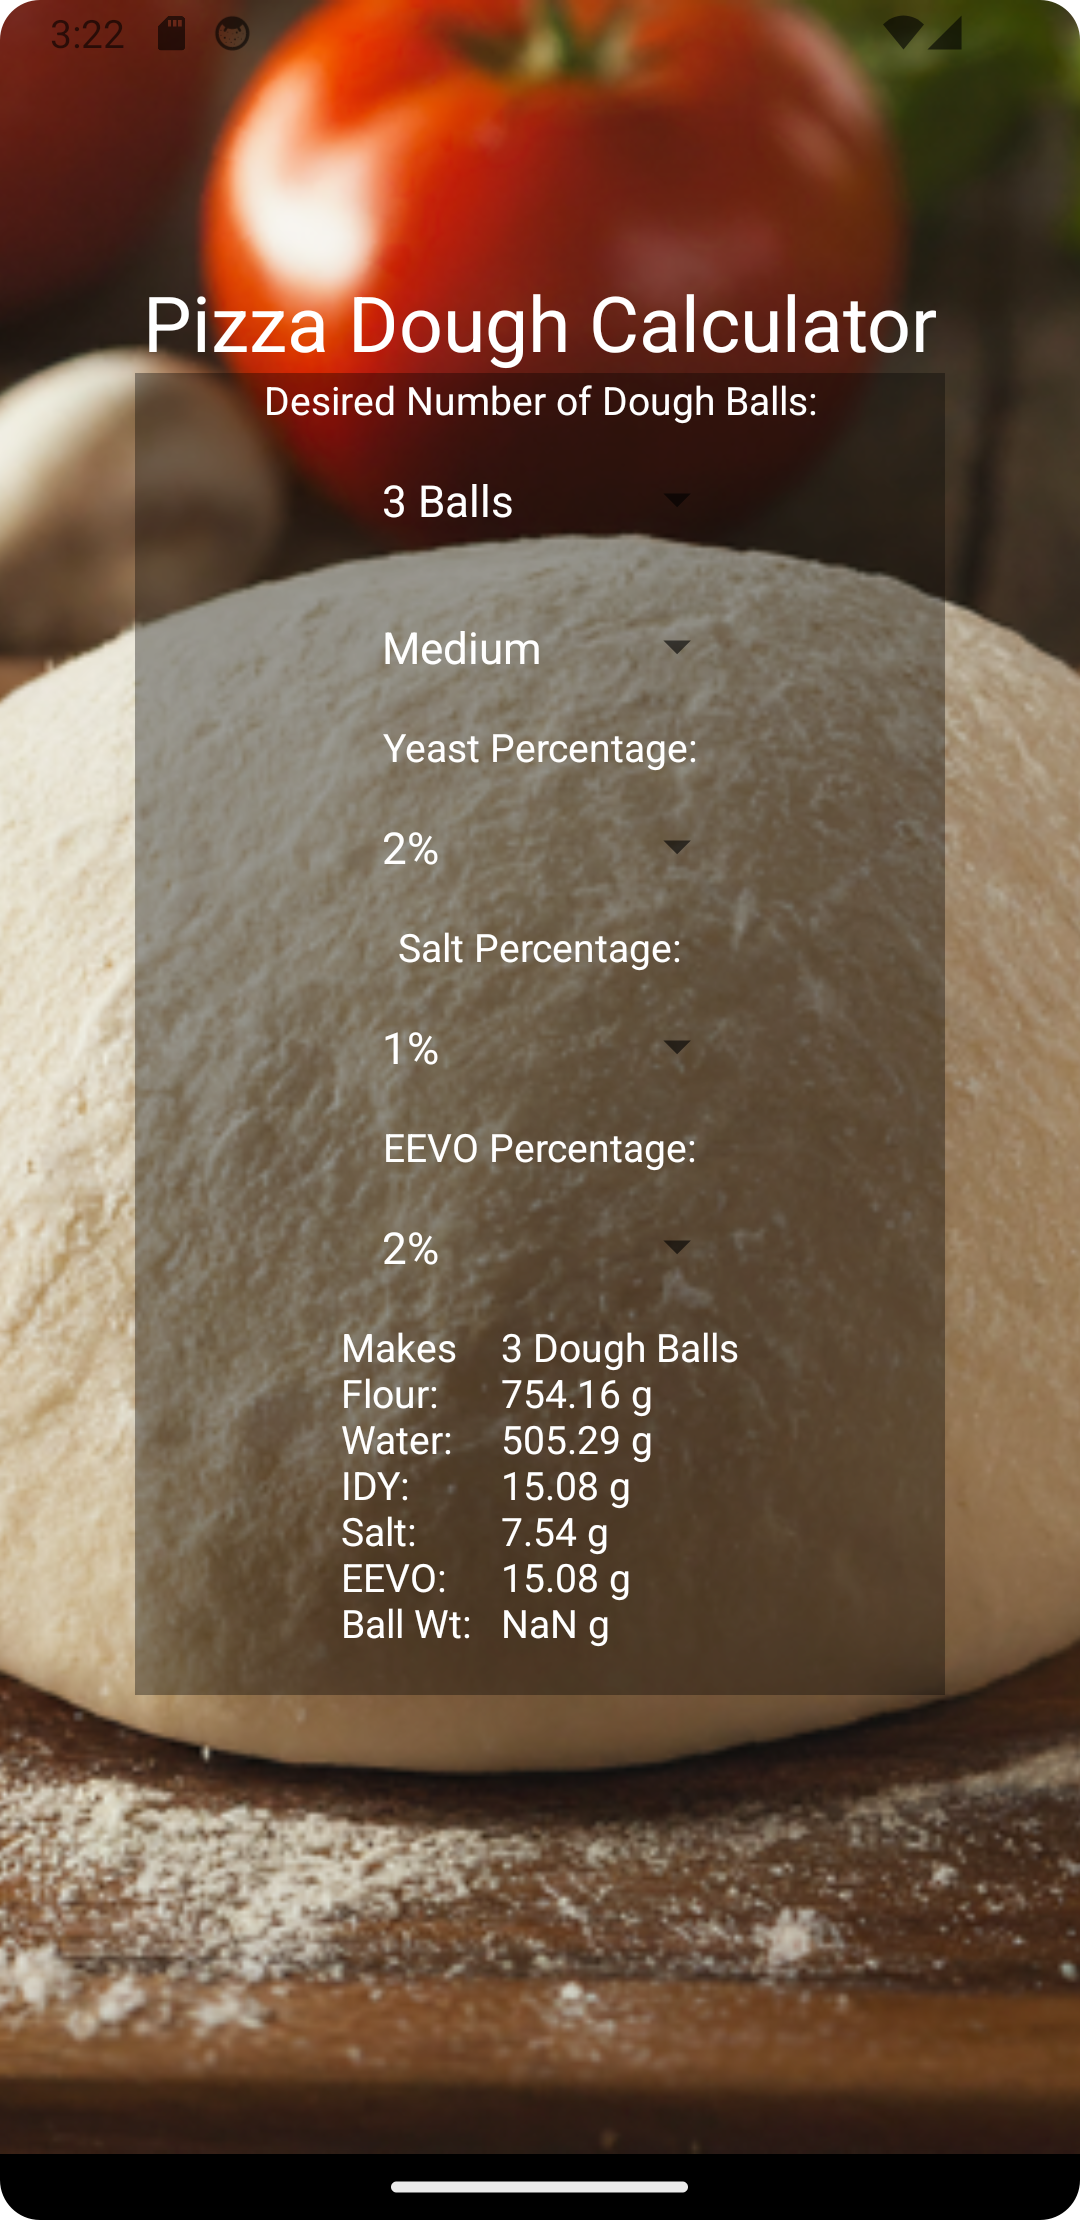 3:22
Pizza Dough Calculator
Desired Number of Dough Balls:
3 Balls
Medium
Yeast Percentage:
2%
Salt Percentage:
1%
EEVO Percentage:
2%
Makes 3 Dough Balls
Flour: 754.16 g
Water: 505.29 g
IDY: 15.08 g
Salt: 7.54 g
EEVO: 15.08 g
Ball Wt: NaN g